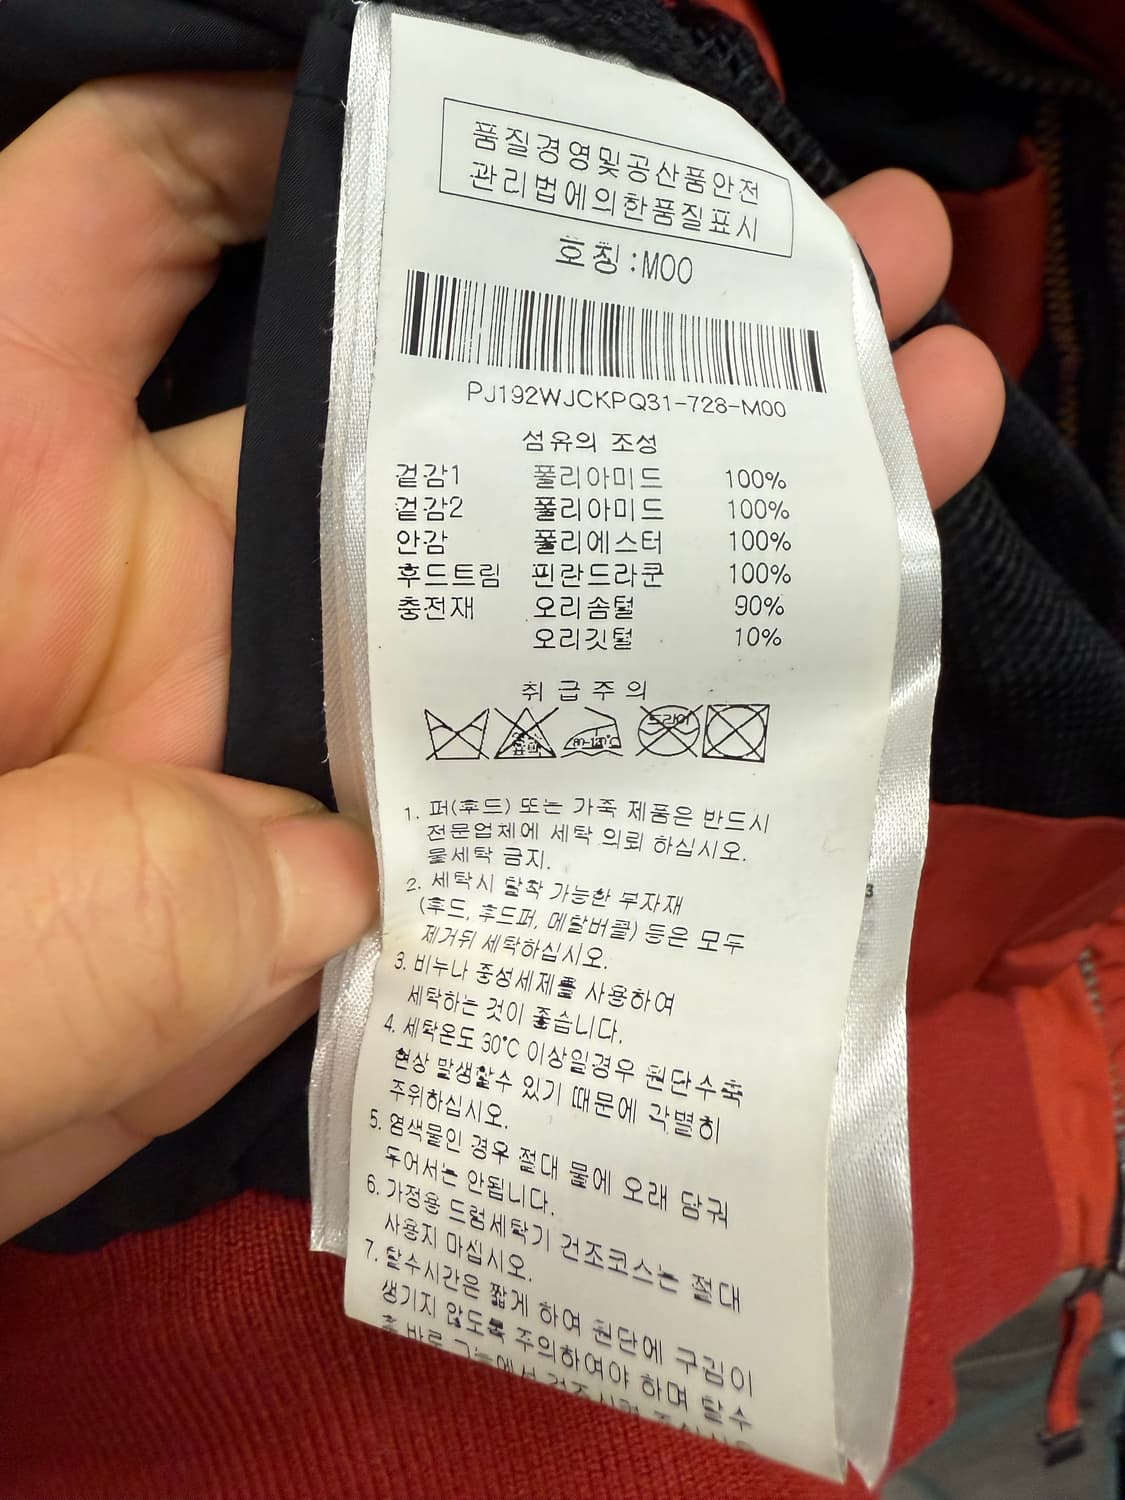 품질경영및공산품안전
관리법에의한품질표시
호칭:M00
PJ192WJCKPQ31-728-M00
섬유의 조성
겉감1 폴리아미드 100%
겉감2 폴리아미드 100%
안감 폴리에스터 100%
후드트림 핀란드라쿤 100%
충전재 오리솜털 90%
오리깃털 10%
취급주의
드라이
80-120°C
1. 퍼(후드) 또는 가죽 제품은 반드시
전문업체에 세탁 의뢰 하십시오.
물세탁 금지.
2. 세탁시 탈착 가능한 부자재
(후드, 후드퍼, 메탈버클) 등은 모두
제거뒤 세탁하십시오.
3. 비누나 중성세제를 사용하여
세탁하는 것이 좋습니다.
4. 세탁온도 30°C 이상일경우 원단수축
현상 발생할수 있기 때문에 각별히
주위하십시오.
5. 염색물인 경우 절대 물에 오래 담궈
두어서는 안됩니다.
6. 가정용 드럼세탁기 건조코스는 절대
사용지 마십시오.
7. 탈수시간은 짧게 하여 원단에 구김이
생기지 않도록 주의하여야 하며 탈수